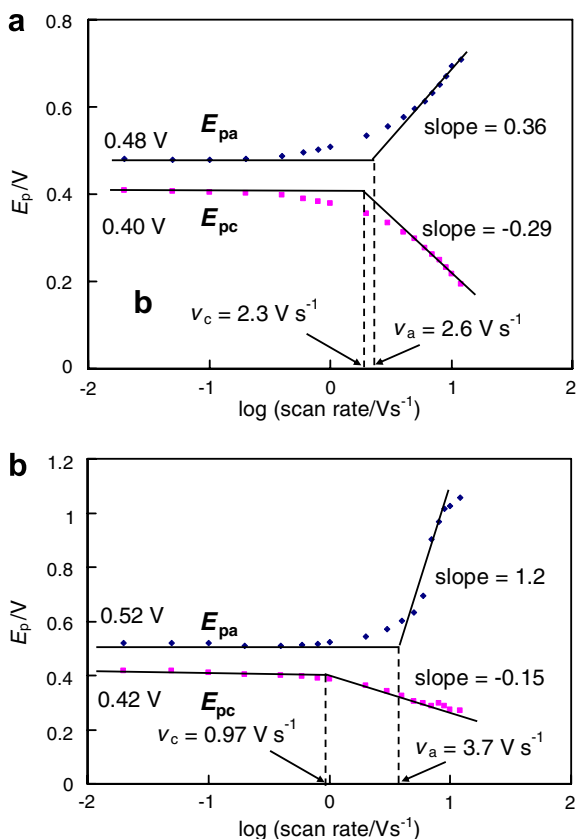 a
0.8
0.6
0.4
0.2
0
E_p/V
0.48 V
E_pa
slope = 0.36
0.40 V
E_pc
slope = -0.29
b
ν_c = 2.3 V s⁻¹
ν_a = 2.6 V s⁻¹
-2 -1 0 1 2
log (scan rate/Vs⁻¹)
b
1.2
1
0.8
0.6
0.4
0.2
0
E_p/V
0.52 V
E_pa
slope = 1.2
0.42 V
E_pc
slope = -0.15
ν_c = 0.97 V s⁻¹
ν_a = 3.7 V s⁻¹
-2 -1 0 1 2
log (scan rate/Vs⁻¹)